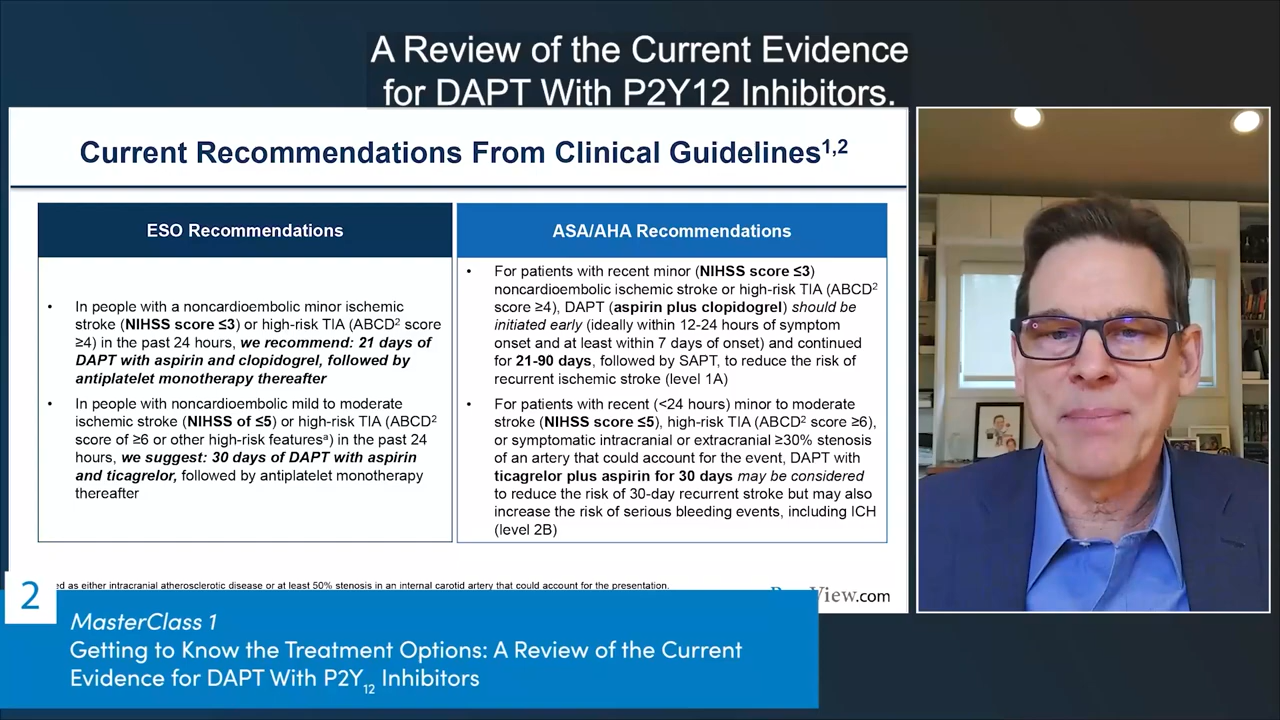 A Review of the Current Evidence
for DAPT With P2Y12 Inhibitors.
Current Recommendations From Clinical Guidelines1,2
ESO Recommendations
• In people with a noncardioembolic minor ischemic
stroke (NIHSS score ≤3) or high-risk TIA (ABCD² score
≥4) in the past 24 hours, we recommend: 21 days of
DAPT with aspirin and clopidogrel, followed by
antiplatelet monotherapy thereafter
• In people with noncardioembolic mild to moderate
ischemic stroke (NIHSS of ≤5) or high-risk TIA (ABCD²
score of ≥6 or other high-risk featuresª) in the past 24
hours, we suggest: 30 days of DAPT with aspirin
and ticagrelor, followed by antiplatelet monotherapy
thereafter
ASA/AHA Recommendations
• For patients with recent minor (NIHSS score ≤3)
noncardioembolic ischemic stroke or high-risk TIA (ABCD²
score ≥4), DAPT (aspirin plus clopidogrel) should be
initiated early (ideally within 12-24 hours of symptom
onset and at least within 7 days of onset) and continued
for 21-90 days, followed by SAPT, to reduce the risk of
recurrent ischemic stroke (level 1A)
• For patients with recent (<24 hours) minor to moderate
stroke (NIHSS score ≤5), high-risk TIA (ABCD² score ≥6),
or symptomatic intracranial or extracranial ≥30% stenosis
of an artery that could account for the event, DAPT with
ticagrelor plus aspirin for 30 days may be considered
to reduce the risk of 30-day recurrent stroke but may also
increase the risk of serious bleeding events, including ICH
(level 2B)
ed as either intracranial atherosclerotic disease or at least 50% stenosis in an internal carotid artery that could account for the presentation.
View.com
2
MasterClass 1
Getting to Know the Treatment Options: A Review of the Current
Evidence for DAPT With P2Y12 Inhibitors